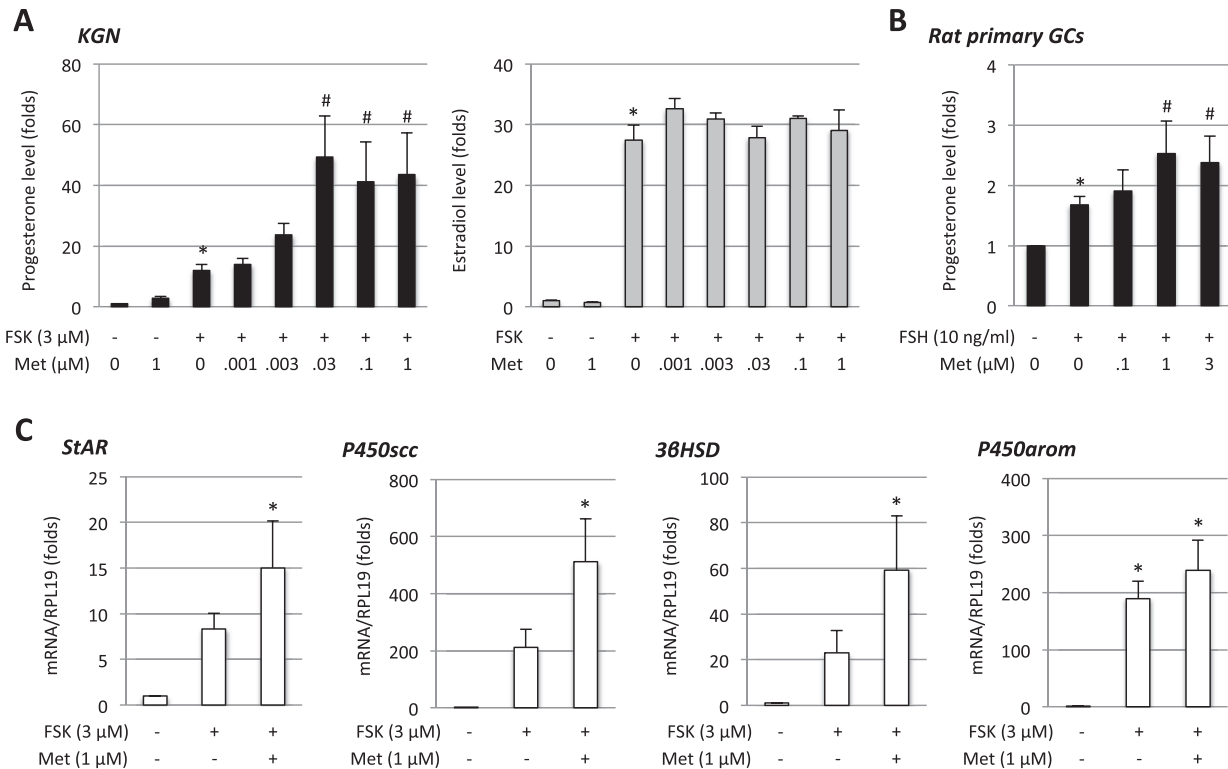 A
KGN
80
60
40
20
0
Progesterone level (folds)
* # # #
FSK (3 µM) - - + + + + + +
Met (µM) 0 1 0 .001 .003 .03 .1 1
40
30
20
10
0
Estradiol level (folds)
*
FSK - - + + + + + +
Met 0 1 0 .001 .003 .03 .1 1
B
Rat primary GCs
4
3
2
1
0
Progesterone level (folds)
* # #
FSH (10 ng/ml) - + + + +
Met (µM) 0 0 .1 1 3
C
StAR
25
20
15
10
5
0
mRNA/RPL19 (folds)
*
FSK (3 µM) - + +
Met (1 µM) - - +
P450scc
800
600
400
200
0
mRNA/RPL19 (folds)
*
FSK (3 µM) - + +
Met (1 µM) - - +
3βHSD
100
80
60
40
20
0
mRNA/RPL19 (folds)
*
FSK (3 µM) - + +
Met (1 µM) - - +
P450arom
400
300
200
100
0
mRNA/RPL19 (folds)
* *
FSK (3 µM) - + +
Met (1 µM) - - +